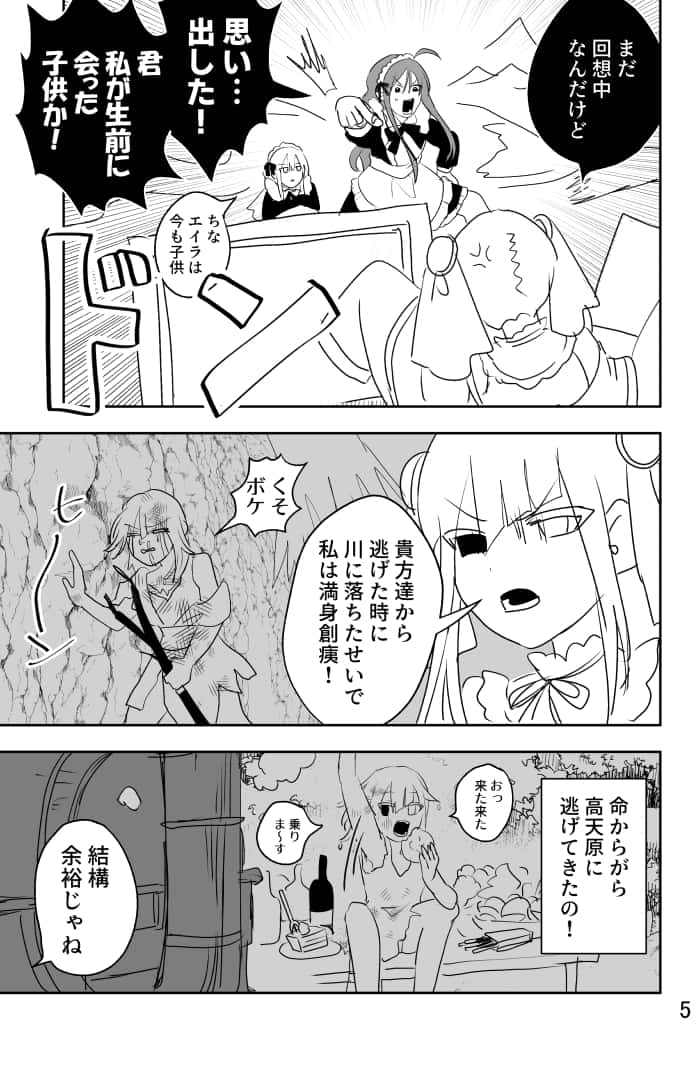 まだ
回想中
なんだけど
思い…
出した！
君
私が生前に
会った
子供か！
ちな
エイラは
今も子供
ドーン
貴方達から
逃げた時に
川に落ちたせいで
私は満身創痍！
くそ
ボケ
ピーン
命からがら
高天原に
逃げてきたの！
おっ
来た来た
乗り
ま〜す
結構
余裕じゃね
5